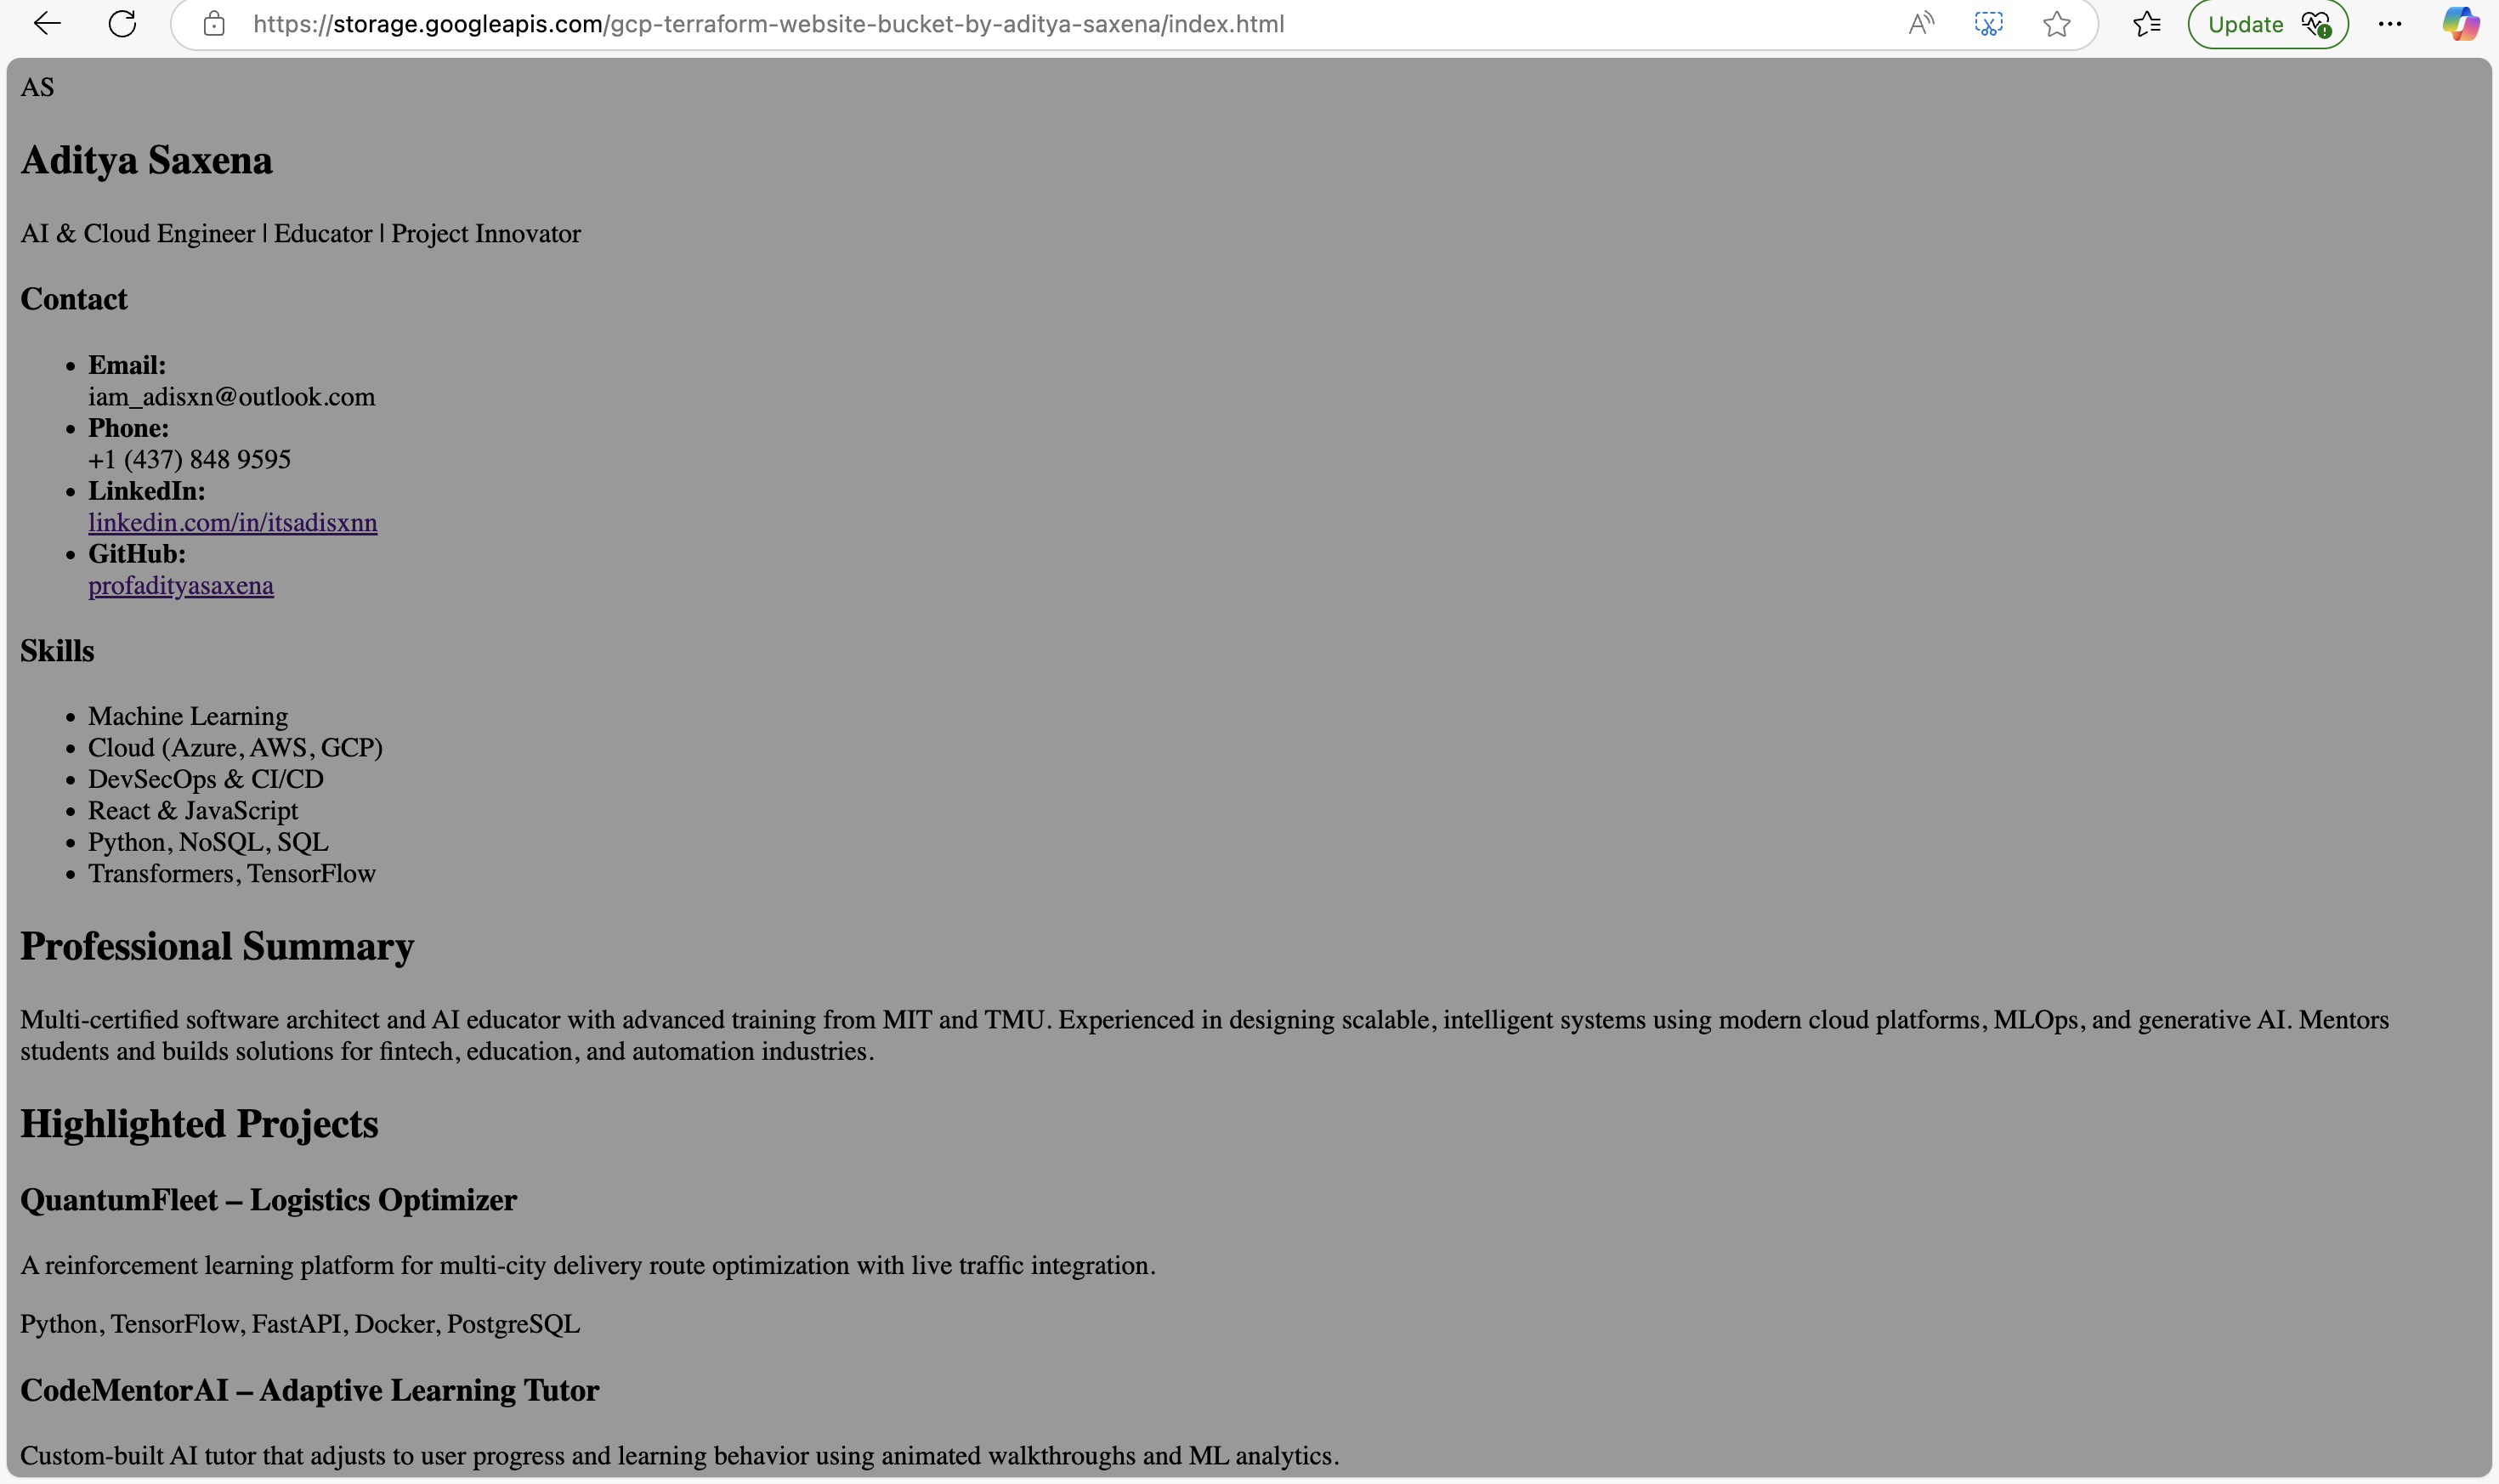 https://storage.googleapis.com/gcp-terraform-website-bucket-by-aditya-saxena/index.html
Update
AS
Aditya Saxena
AI & Cloud Engineer | Educator | Project Innovator
Contact
• Email:
iam_adisxn@outlook.com
• Phone:
+1 (437) 848 9595
• LinkedIn:
linkedin.com/in/itsadisxnn
• GitHub:
profadityasaxena
Skills
• Machine Learning
• Cloud (Azure, AWS, GCP)
• DevSecOps & CI/CD
• React & JavaScript
• Python, NoSQL, SQL
• Transformers, TensorFlow
Professional Summary
Multi-certified software architect and AI educator with advanced training from MIT and TMU. Experienced in designing scalable, intelligent systems using modern cloud platforms, MLOps, and generative AI. Mentors
students and builds solutions for fintech, education, and automation industries.
Highlighted Projects
QuantumFleet – Logistics Optimizer
A reinforcement learning platform for multi-city delivery route optimization with live traffic integration.
Python, TensorFlow, FastAPI, Docker, PostgreSQL
CodeMentorAI – Adaptive Learning Tutor
Custom-built AI tutor that adjusts to user progress and learning behavior using animated walkthroughs and ML analytics.